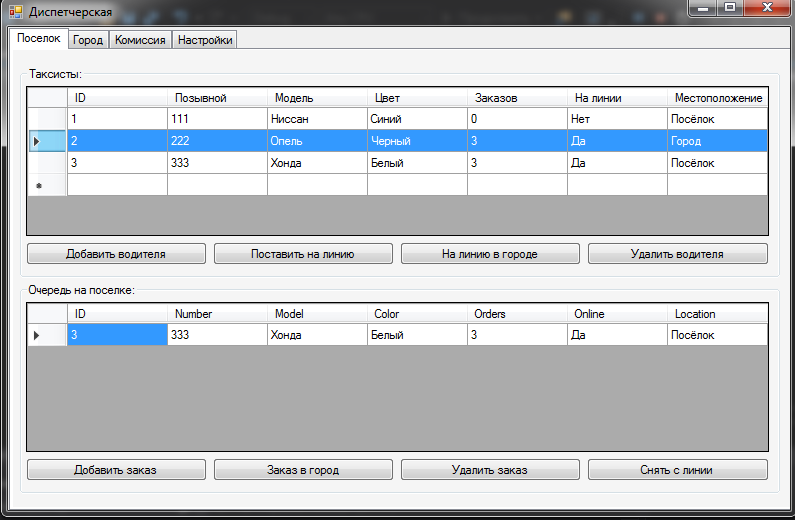 Диспетчерская
Поселок Город Комиссия Настройки
Таксисты:
ID Позывной Модель Цвет Заказов На линии Местоположение
1 111 Ниссан Синий 0 Нет Посёлок
2 222 Опель Черный 3 Да Город
3 333 Хонда Белый 3 Да Посёлок
Добавить водителя Поставить на линию На линию в городе Удалить водителя
Очередь на поселке:
ID Number Model Color Orders Online Location
3 333 Хонда Белый 3 Да Посёлок
Добавить заказ Заказ в город Удалить заказ Снять с линии